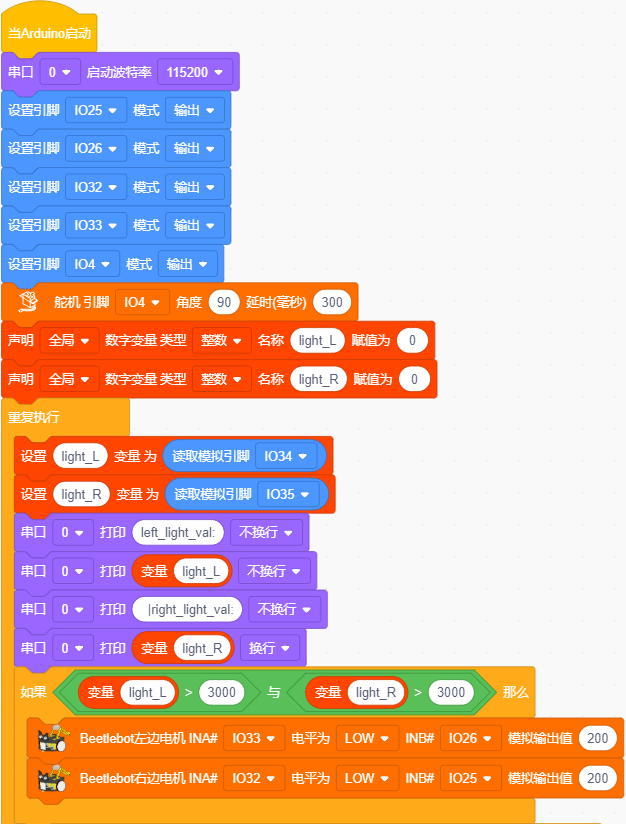 当Arduino启动
串口 0 启动波特率 115200
设置引脚 IO25 模式 输出
设置引脚 IO26 模式 输出
设置引脚 IO32 模式 输出
设置引脚 IO33 模式 输出
设置引脚 IO4 模式 输出
舵机 引脚 IO4 角度 90 延时(毫秒) 300
声明 全局 数字变量 类型 整数 名称 light_L 赋值为 0
声明 全局 数字变量 类型 整数 名称 light_R 赋值为 0
重复执行
设置 light_L 变量 为 读取模拟引脚 IO34
设置 light_R 变量 为 读取模拟引脚 IO35
串口 0 打印 left_light_val: 不换行
串口 0 打印 变量 light_L 不换行
串口 0 打印 |right_light_val: 不换行
串口 0 打印 变量 light_R 换行
如果 变量 light_L > 3000 与 变量 light_R > 3000 那么
Beetlebot左边电机 INA# IO33 电平为 LOW INB# IO26 模拟输出值 200
Beetlebot右边电机 INA# IO32 电平为 LOW INB# IO25 模拟输出值 200